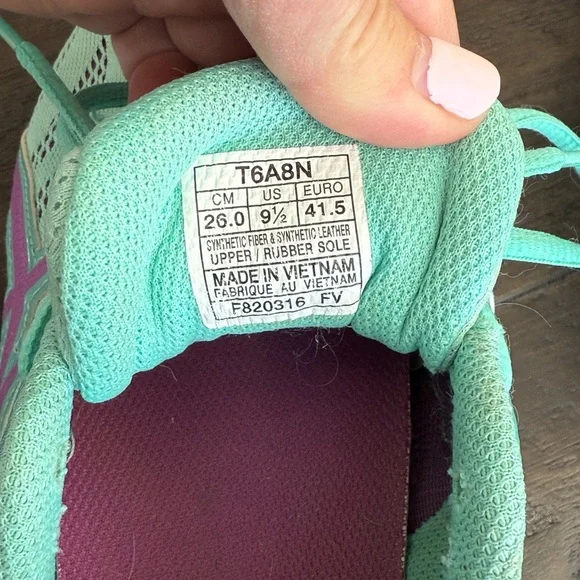 T6A8N
CM US EURO
26.0 9½ 41.5
SYNTHETIC FIBER & SYNTHETIC LEATHER
UPPER / RUBBER SOLE
MADE IN VIETNAM
FABRIQUE AU VIETNAM
F820316 FV